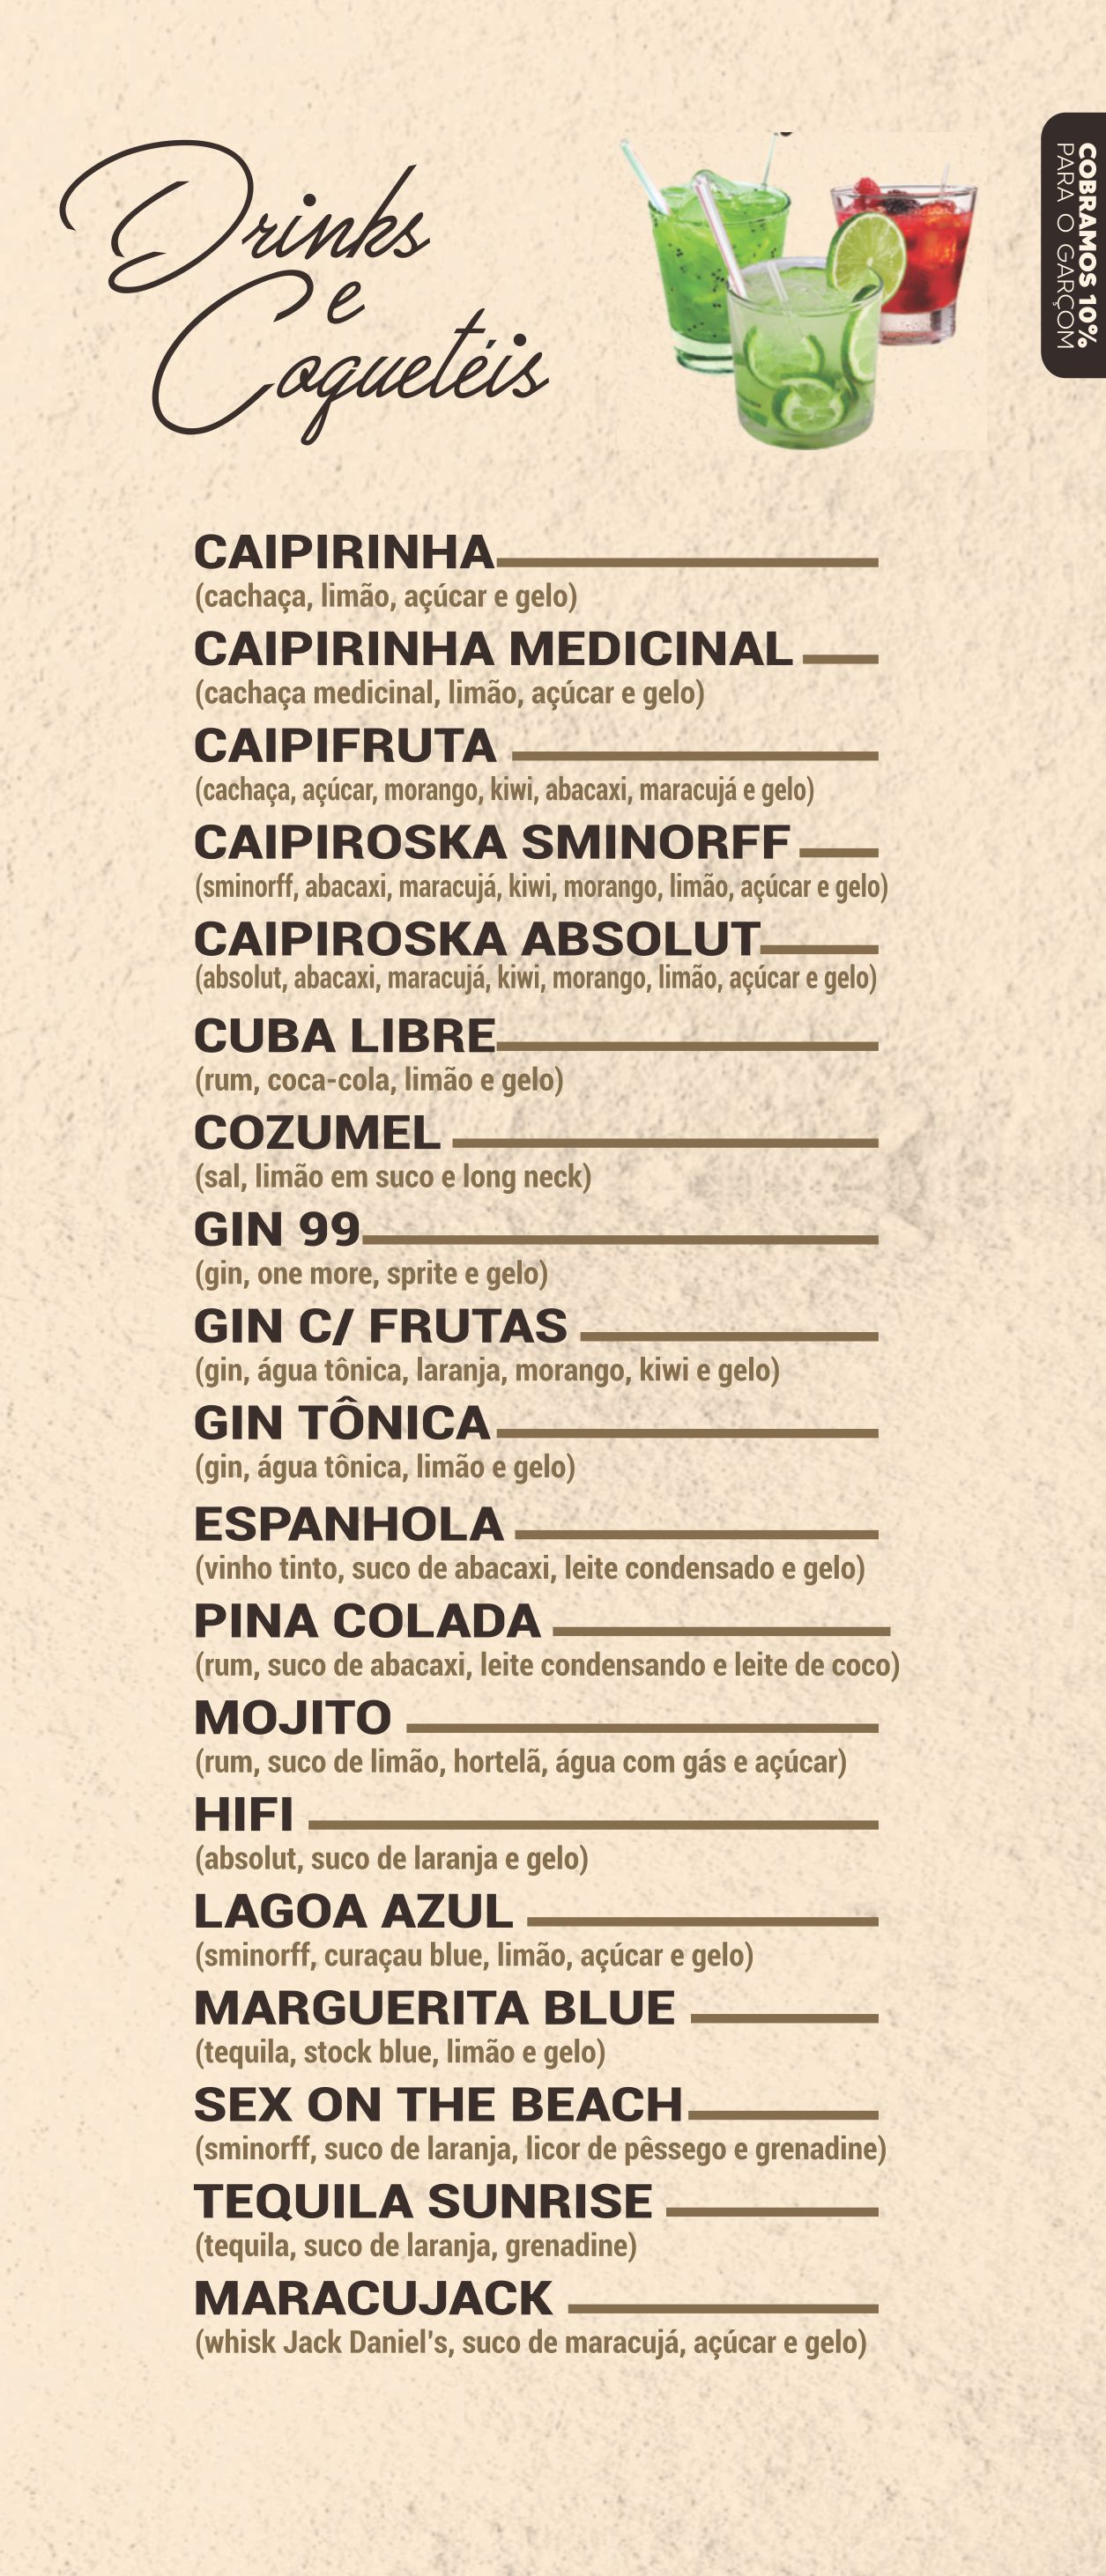 Drinks
e
Coquetéis
COBRAMOS 10%
PARA O GARÇOM
CAIPIRINHA
(cachaça, limão, açúcar e gelo)
CAIPIRINHA MEDICINAL
(cachaça medicinal, limão, açúcar e gelo)
CAIPIFRUTA
(cachaça, açúcar, morango, kiwi, abacaxi, maracujá e gelo)
CAIPIROSKA SMINORFF
(sminorff, abacaxi, maracujá, kiwi, morango, limão, açúcar e gelo)
CAIPIROSKA ABSOLUT
(absolut, abacaxi, maracujá, kiwi, morango, limão, açúcar e gelo)
CUBA LIBRE
(rum, coca-cola, limão e gelo)
COZUMEL
(sal, limão em suco e long neck)
GIN 99
(gin, one more, sprite e gelo)
GIN C/ FRUTAS
(gin, água tônica, laranja, morango, kiwi e gelo)
GIN TÔNICA
(gin, água tônica, limão e gelo)
ESPANHOLA
(vinho tinto, suco de abacaxi, leite condensado e gelo)
PINA COLADA
(rum, suco de abacaxi, leite condensando e leite de coco)
MOJITO
(rum, suco de limão, hortelã, água com gás e açúcar)
HIFI
(absolut, suco de laranja e gelo)
LAGOA AZUL
(sminorff, curaçau blue, limão, açúcar e gelo)
MARGUERITA BLUE
(tequila, stock blue, limão e gelo)
SEX ON THE BEACH
(sminorff, suco de laranja, licor de pêssego e grenadine)
TEQUILA SUNRISE
(tequila, suco de laranja, grenadine)
MARACUJACK
(whisk Jack Daniel's, suco de maracujá, açúcar e gelo)